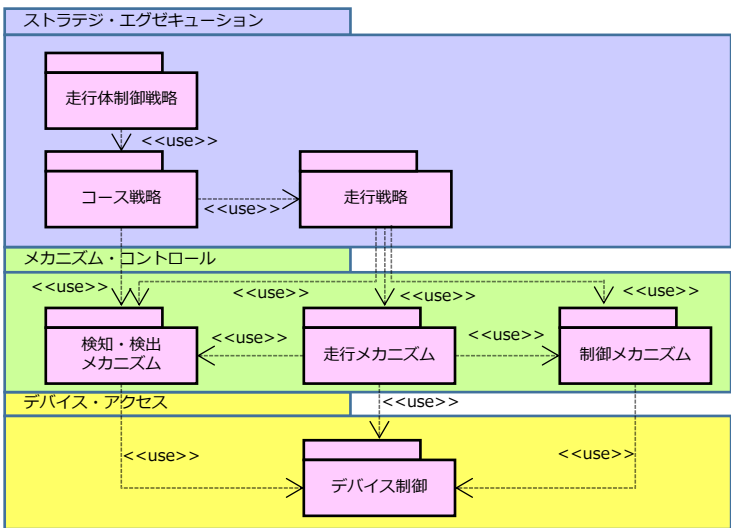 ストラテジ・エグゼキューション
走行体制御戦略
<<use>>
コース戦略
<<use>>
走行戦略
メカニズム・コントロール
<<use>>
<<use>>
<<use>>
<<use>>
検知・検出
メカニズム
<<use>>
走行メカニズム
<<use>>
制御メカニズム
デバイス・アクセス
<<use>>
<<use>>
<<use>>
デバイス制御